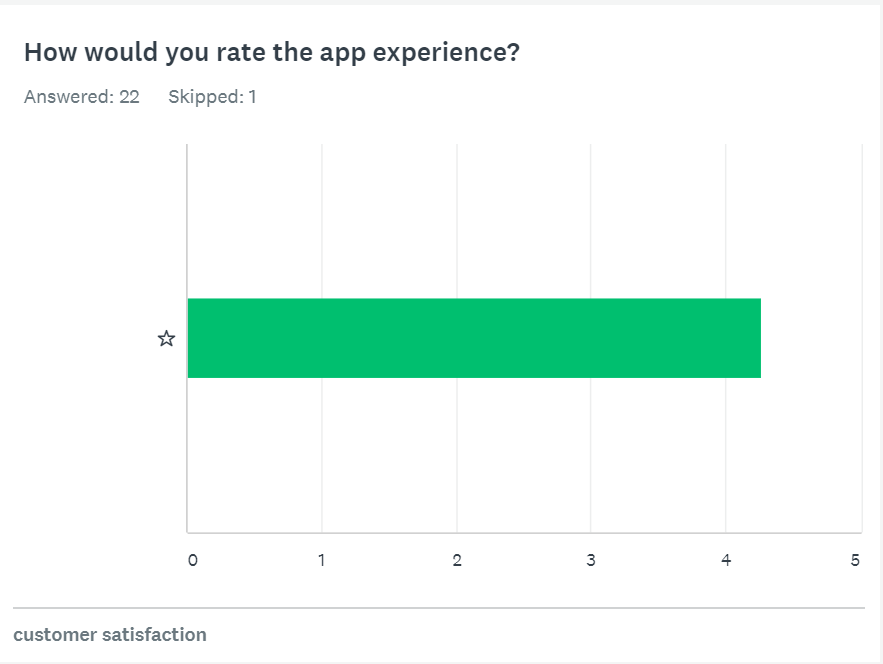 How would you rate the app experience?
Answered: 22 Skipped: 1
0 1 2 3 4 5
customer satisfaction